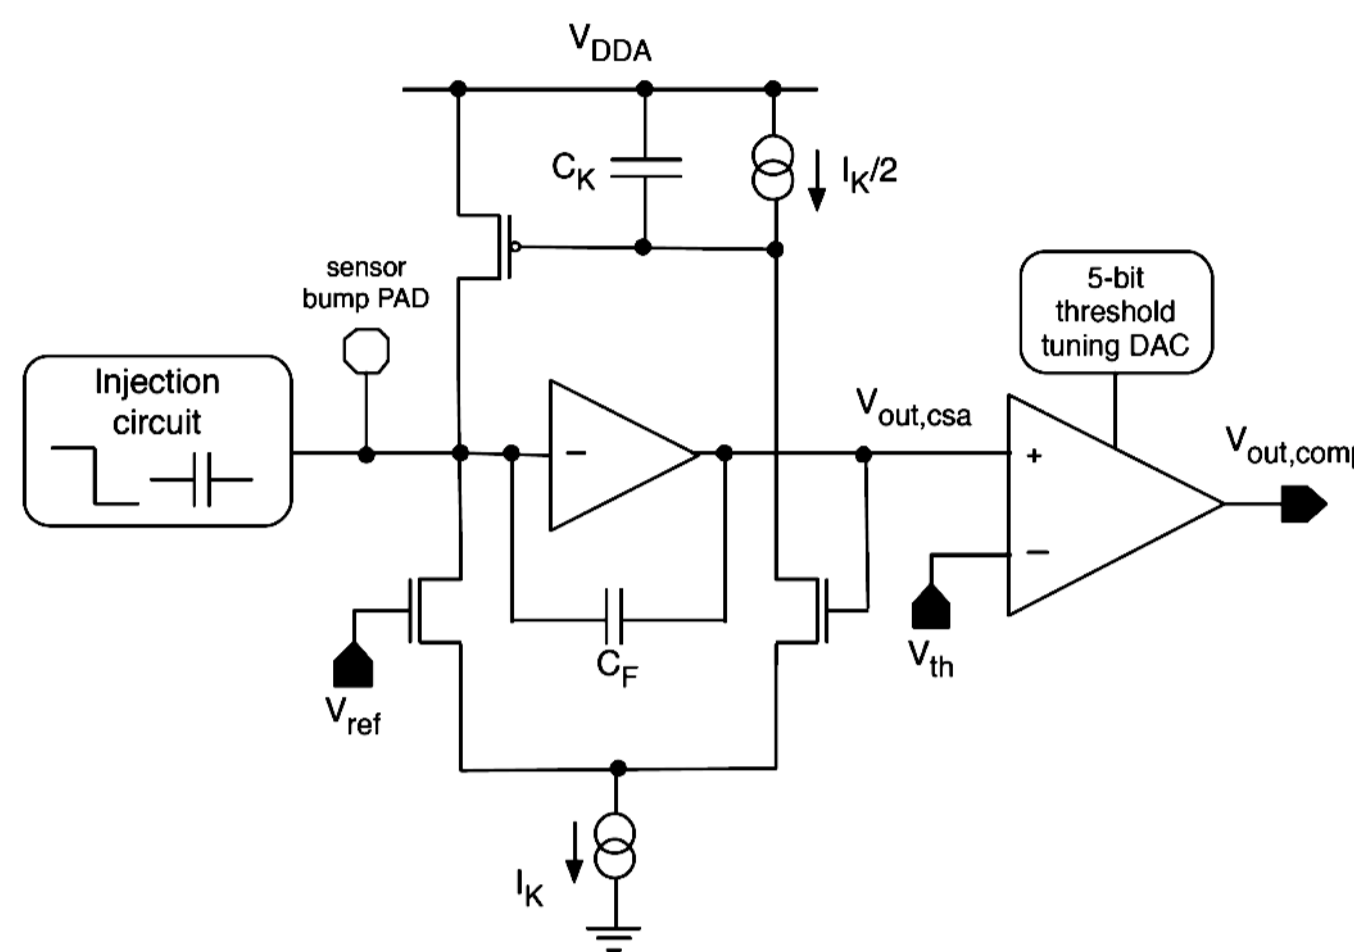 VDDA
CK
IK/2
sensor
bump PAD
5-bit
threshold
tuning DAC
Injection
circuit
Vout,csa
−
+
Vout,comp
−
CF
Vth
Vref
IK